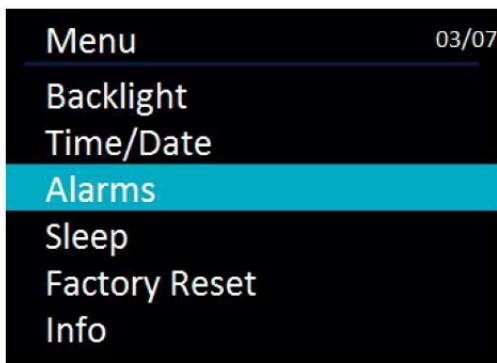 Menu 03/07
Backlight
Time/Date
Alarms
Sleep
Factory Reset
Info